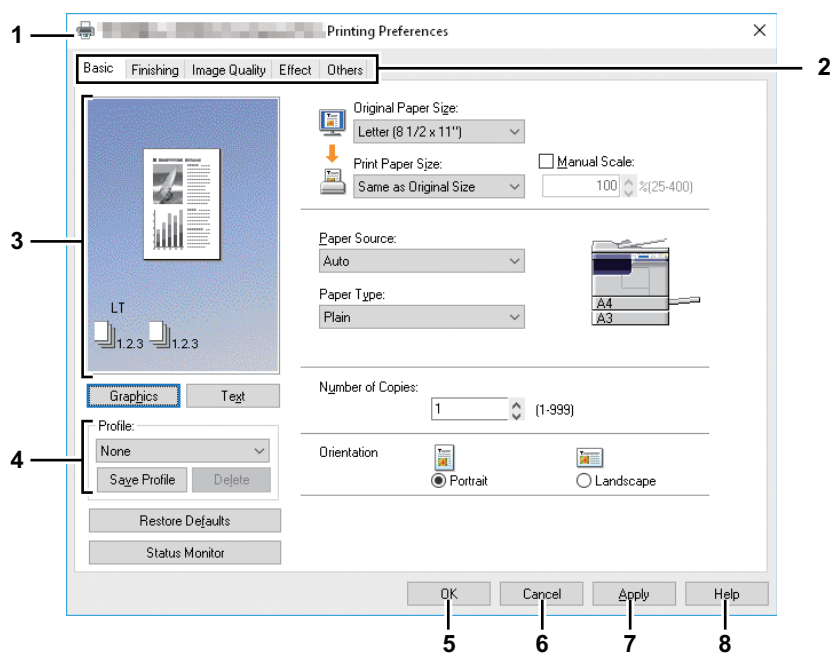 1
Printing Preferences
Basic Finishing Image Quality Effect Others
2
3
Original Paper Size:
Letter (8 1/2 x 11")
Print Paper Size:
Manual Scale:
Same as Original Size
100 %(25-400)
Paper Source:
Auto
Paper Type:
Plain
A4
A3
LT
1.2.3 1.2.3
Graphics Text
Number of Copies:
1 (1-999)
4
Profile:
None
Save Profile Delete
Orientation
Portrait Landscape
Restore Defaults
Status Monitor
OK Cancel Apply Help
5 6 7 8